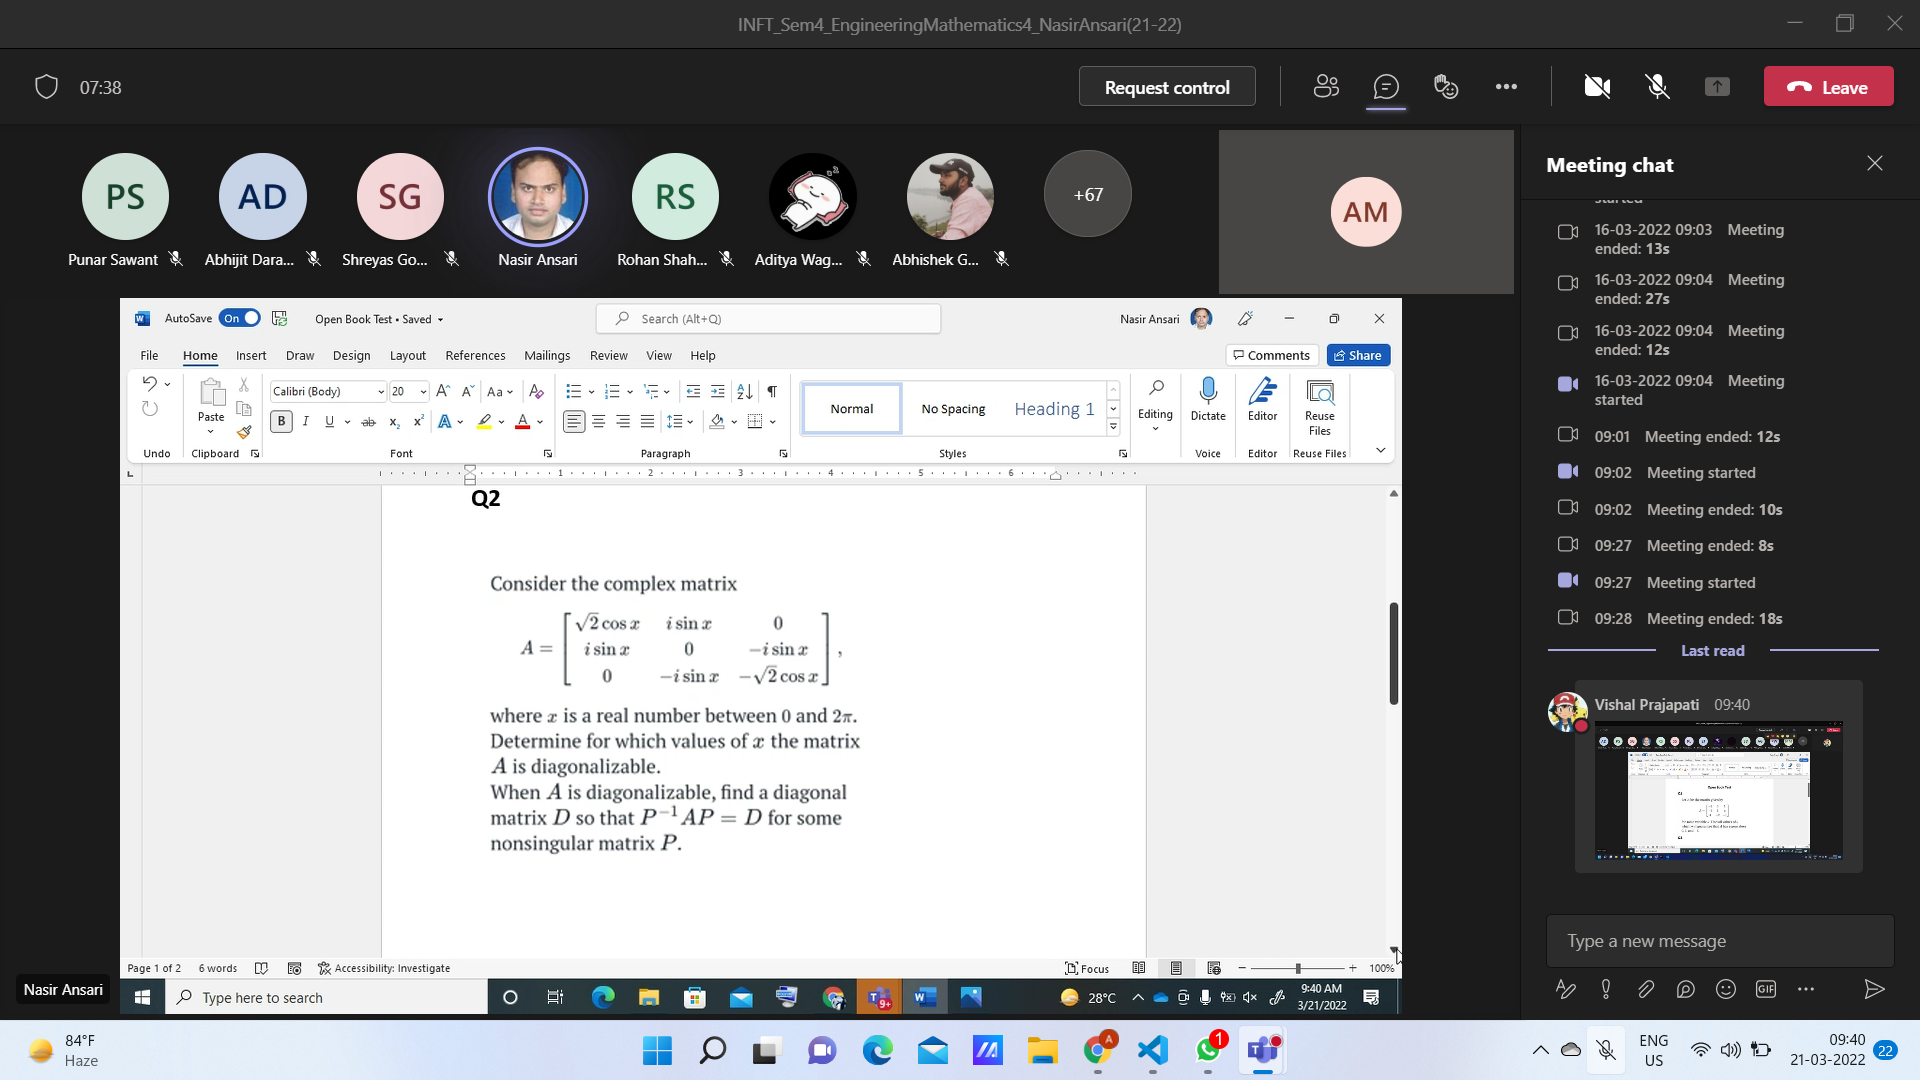 INFT_Sem4_EngineeringMathematics4_NasirAnsari(21-22)
07:38
Request control
Leave
PS
AD
SG
RS
+67
AM
Punar Sawant
Abhijit Dara...
Shreyas Go...
Nasir Ansari
Rohan Shah...
Aditya Wag...
Abhishek G...
AutoSave On
Open Book Test • Saved
Search (Alt+Q)
Nasir Ansari
File Home Insert Draw Design Layout References Mailings Review View Help
Comments
Share
Paste
Calibri (Body) 20
Normal
No Spacing
Heading 1
Editing
Dictate
Editor
Reuse Files
Undo
Clipboard
Font
Paragraph
Styles
Voice
Editor
Reuse Files
1 2 3 4 5 6
Q2
Consider the complex matrix
A = [ √2 cos x i sin x 0
i sin x 0 −i sin x
0 −i sin x −√2 cos x ] ,
where x is a real number between 0 and 2π.
Determine for which values of x the matrix
A is diagonalizable.
When A is diagonalizable, find a diagonal
matrix D so that P⁻¹AP = D for some
nonsingular matrix P.
Page 1 of 2 6 words Accessibility: Investigate
Focus
100%
Nasir Ansari
Type here to search
9+
28°C
9:40 AM
3/21/2022
Meeting chat
started
16-03-2022 09:03 Meeting
ended: 13s
16-03-2022 09:04 Meeting
ended: 27s
16-03-2022 09:04 Meeting
ended: 12s
16-03-2022 09:04 Meeting
started
09:01 Meeting ended: 12s
09:02 Meeting started
09:02 Meeting ended: 10s
09:27 Meeting ended: 8s
09:27 Meeting started
09:28 Meeting ended: 18s
Last read
Vishal Prajapati 09:40
Type a new message
GIF
84°F
Haze
A
1
ENG
US
09:40
21-03-2022
22